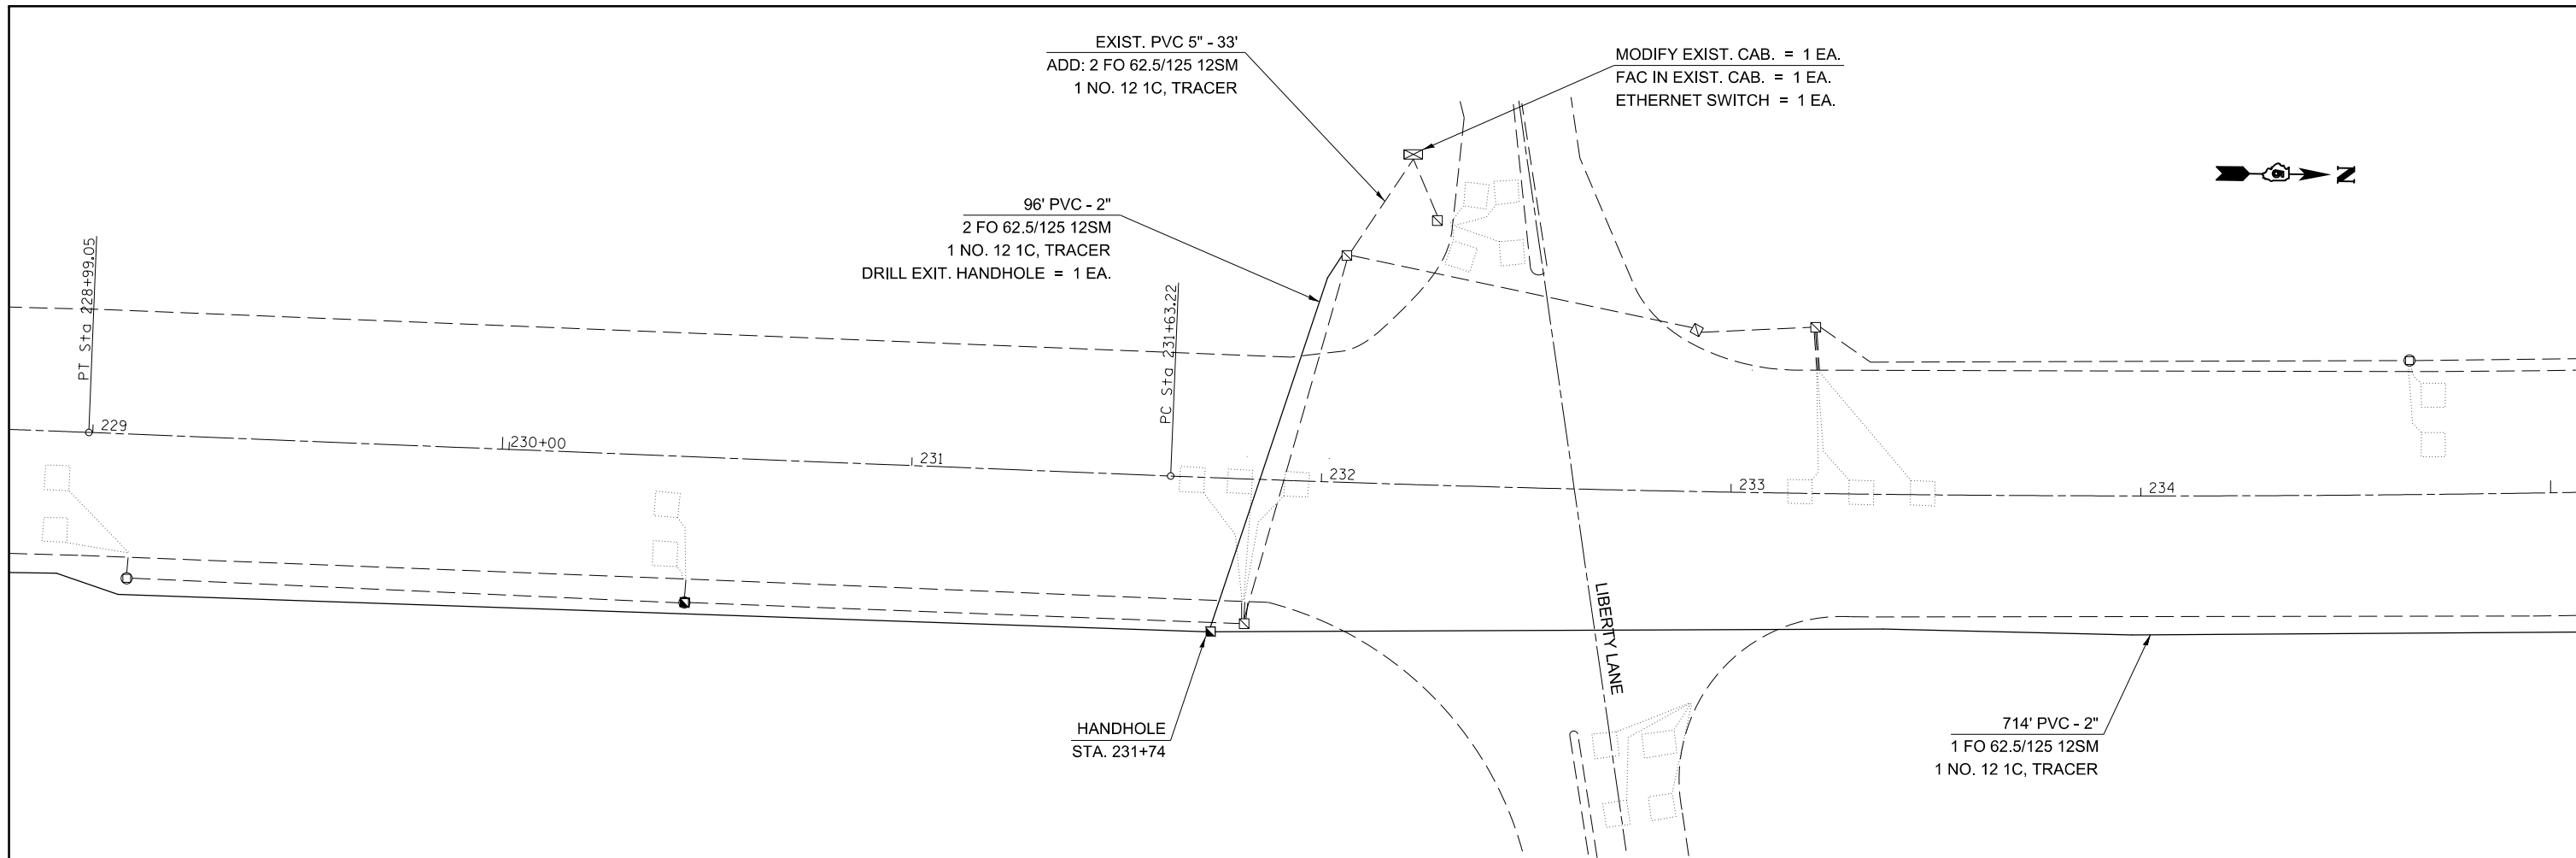 EXIST. PVC 5" - 33'
ADD: 2 FO 62.5/125 12SM
1 NO. 12 1C, TRACER
MODIFY EXIST. CAB. = 1 EA.
FAC IN EXIST. CAB. = 1 EA.
ETHERNET SWITCH = 1 EA.
N
96' PVC - 2"
2 FO 62.5/125 12SM
1 NO. 12 1C, TRACER
DRILL EXIT. HANDHOLE = 1 EA.
PT Sta 228+99.05
PC Sta 231+63.22
229
230+00
231
232
233
234
LIBERTY LANE
HANDHOLE
STA. 231+74
714' PVC - 2"
1 FO 62.5/125 12SM
1 NO. 12 1C, TRACER